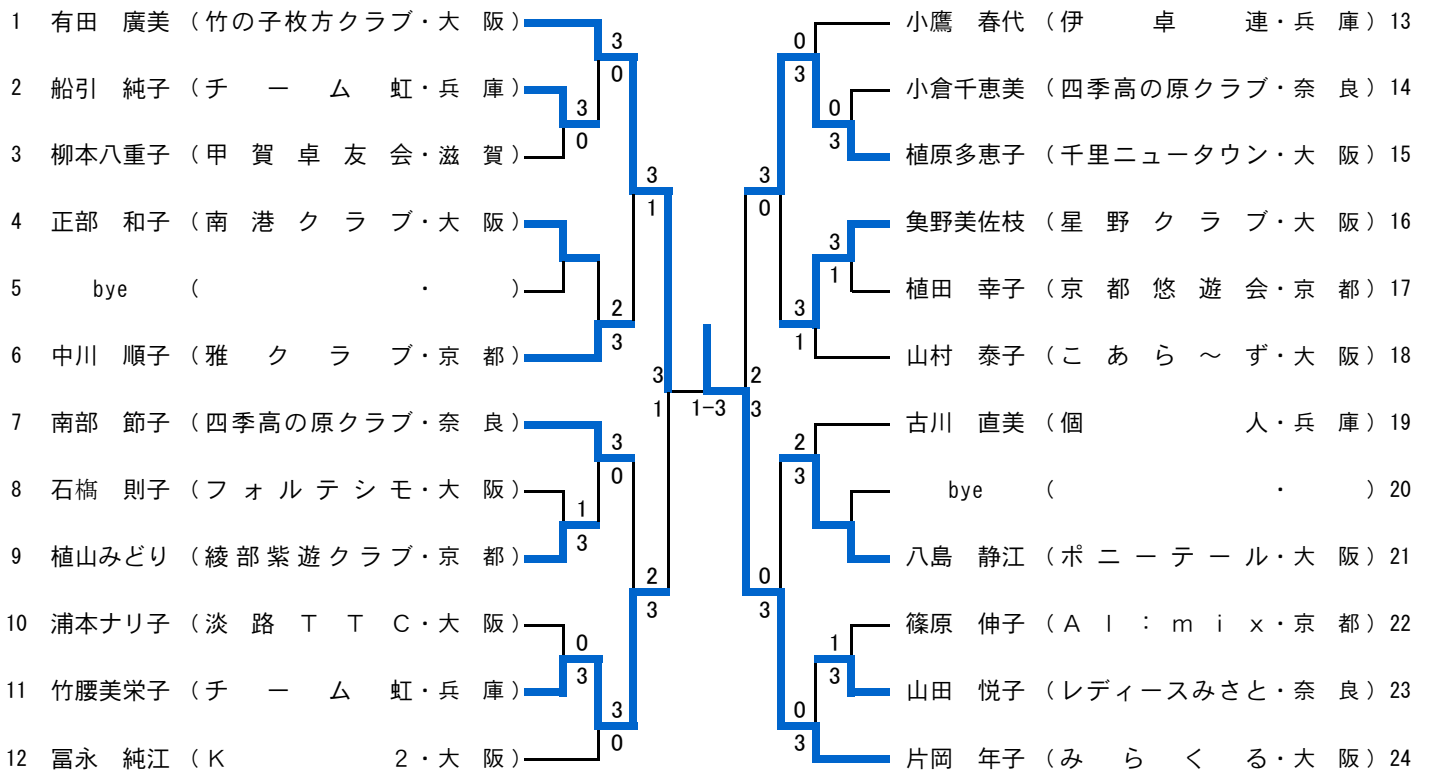 1 有田 廣美 (竹の子枚方クラブ・大 阪)
2 船引 純子 (チ ー ム 虹・兵 庫)
3 柳本八重子 (甲 賀 卓 友 会・滋 賀)
4 正部 和子 (南 港 ク ラ ブ・大 阪)
5 bye ( ・ )
6 中川 順子 (雅 ク ラ ブ・京 都)
7 南部 節子 (四季高の原クラブ・奈 良)
8 石橋 則子 (フ ォ ル テ シ モ・大 阪)
9 植山みどり (綾部紫遊クラブ・京 都)
10 浦本ナリ子 (淡 路 T T C・大 阪)
11 竹腰美栄子 (チ ー ム 虹・兵 庫)
12 冨永 純江 (K 2・大 阪)
3
0
3
0
3
1
2
3
3
1
3
0
1
3
2
3
0
3
3
0
1-3
小鷹 春代 (伊 卓 連・兵 庫) 13
小倉千恵美 (四季高の原クラブ・奈 良) 14
植原多恵子 (千里ニュータウン・大 阪) 15
奥野美佐枝 (星 野 ク ラ ブ・大 阪) 16
植田 幸子 (京 都 悠 遊 会・京 都) 17
山村 泰子 (こ あ ら ~ ず・大 阪) 18
古川 直美 (個 人・兵 庫) 19
bye ( ・ ) 20
八島 静江 (ポ ニ ー テ ー ル・大 阪) 21
篠原 伸子 (A l : m i x・京 都) 22
山田 悦子 (レディースみさと・奈 良) 23
片岡 年子 (み ら く る・大 阪) 24
0
3
0
3
3
0
3
1
3
1
2
3
2
3
0
3
1
3
0
3